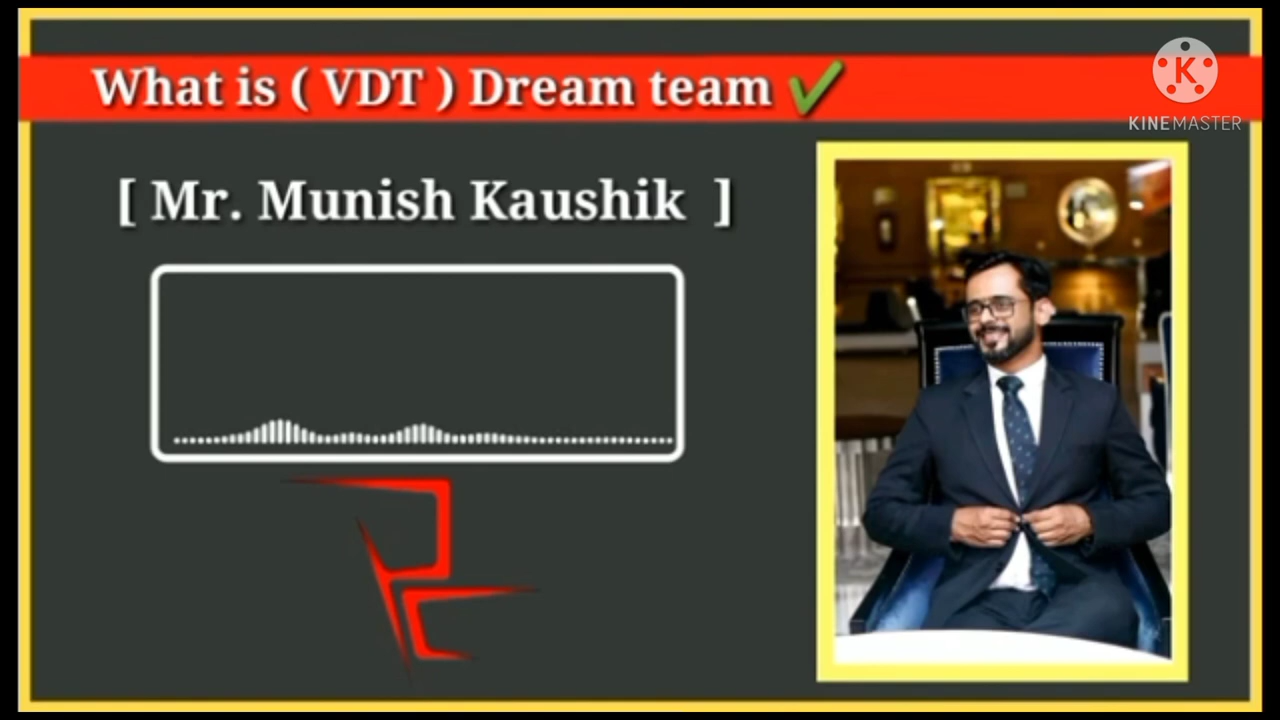 What is ( VDT ) Dream team ✔
K
KINEMASTER
[ Mr. Munish Kaushik ]